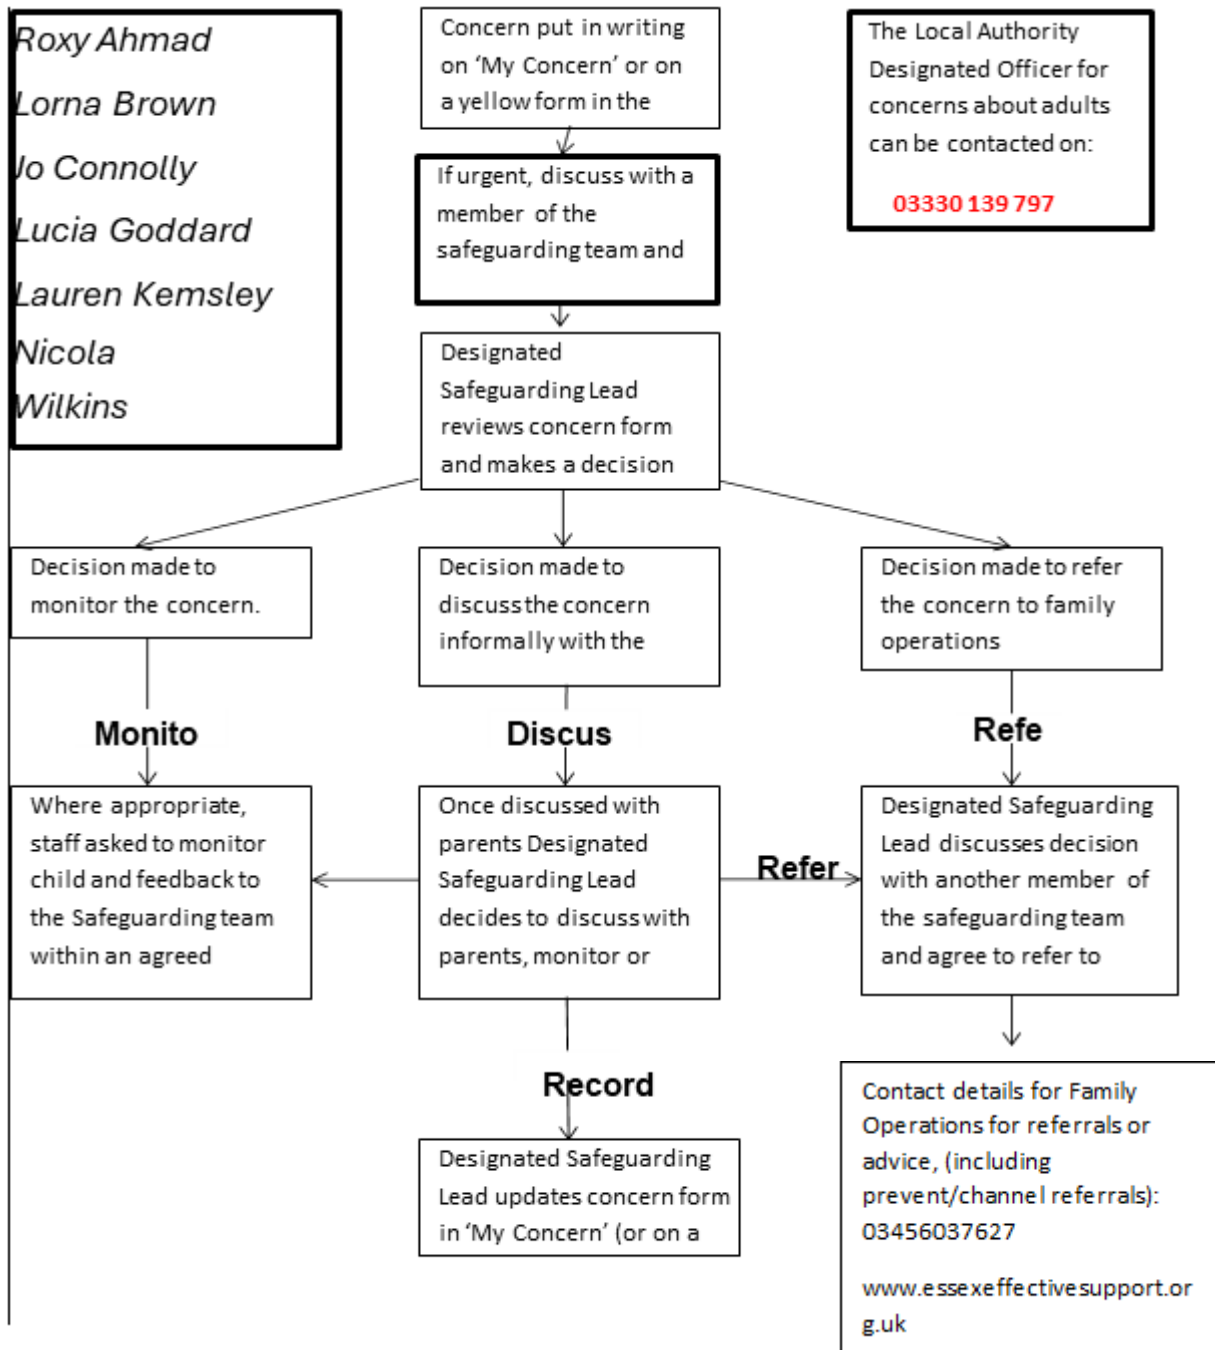 Roxy Ahmad
Lorna Brown
Jo Connolly
Lucia Goddard
Lauren Kemsley
Nicola
Wilkins
Concern put in writing
on ‘My Concern’ or on
a yellow form in the
The Local Authority
Designated Officer for
concerns about adults
can be contacted on:
03330 139 797
If urgent, discuss with a
member of the
safeguarding team and
Designated
Safeguarding Lead
reviews concern form
and makes a decision
Decision made to
monitor the concern.
Decision made to
discuss the concern
informally with the
Decision made to refer
the concern to family
operations
Monito
Discus
Refe
Where appropriate,
staff asked to monitor
child and feedback to
the Safeguarding team
within an agreed
Once discussed with
parents Designated
Safeguarding Lead
decides to discuss with
parents, monitor or
Refer
Designated Safeguarding
Lead discusses decision
with another member of
the safeguarding team
and agree to refer to
Record
Designated Safeguarding
Lead updates concern form
in ‘My Concern’ (or on a
Contact details for Family
Operations for referrals or
advice, (including
prevent/channel referrals):
03456037627
www.essexeffectivesupport.or
g.uk